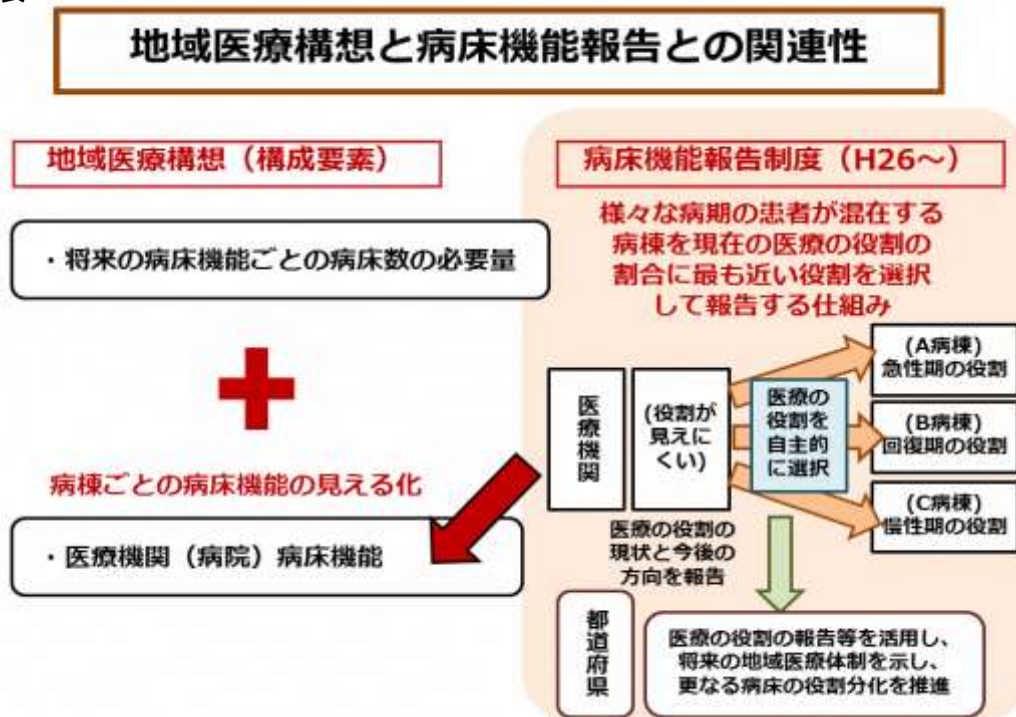 地域医療構想と病床機能報告との関連性
地域医療構想（構成要素）
・将来の病床機能ごとの病床数の必要量
病棟ごとの病床機能の見える化
・医療機関（病院）病床機能
病床機能報告制度（H26～）
様々な病期の患者が混在する
病棟を現在の医療の役割の
割合に最も近い役割を選択
して報告する仕組み
医療機関
(役割が
見えに
くい)
医療の
役割を
自主的
に選択
(A病棟)
急性期の役割
(B病棟)
回復期の役割
(C病棟)
慢性期の役割
医療の役割の
現状と今後の
方向を報告
都道府県
医療の役割の報告等を活用し、
将来の地域医療体制を示し、
更なる病床の役割分化を推進